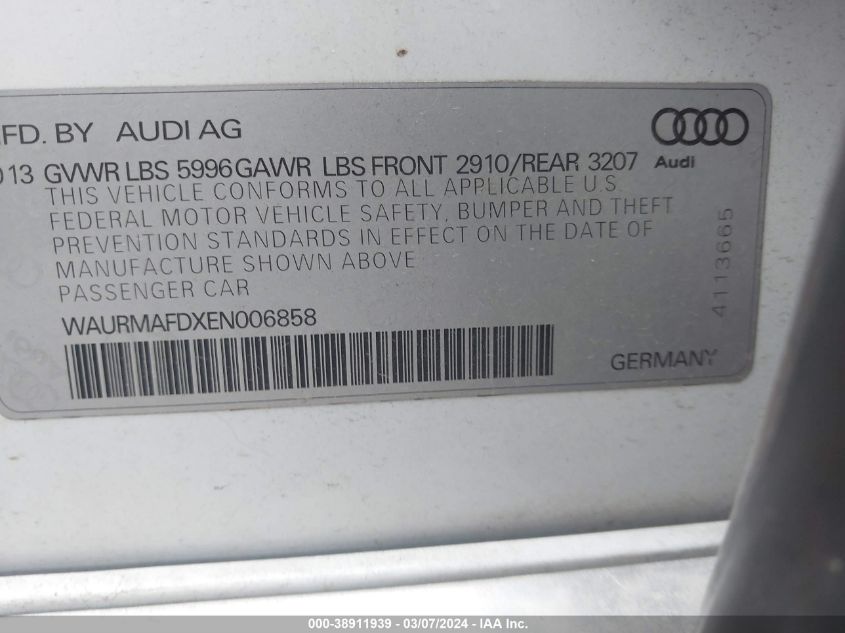 MFD. BY AUDI AG
013 GVWR LBS 5996 GAWR LBS FRONT 2910/REAR 3207
Audi
THIS VEHICLE CONFORMS TO ALL APPLICABLE U.S
FEDERAL MOTOR VEHICLE SAFETY, BUMPER AND THEFT
PREVENTION STANDARDS IN EFFECT ON THE DATE OF
MANUFACTURE SHOWN ABOVE
PASSENGER CAR
WAURMAFDXEN006858
4113665
GERMANY
000-38911939 - 03/07/2024 - IAA Inc.